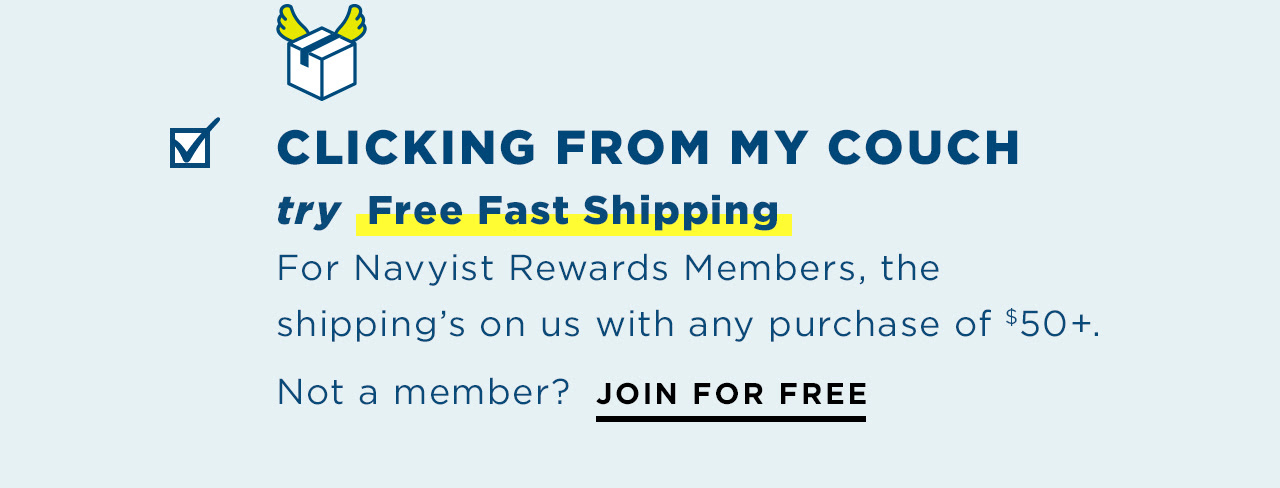 CLICKING FROM MY COUCH
try Free Fast Shipping
For Navyist Rewards Members, the
shipping’s on us with any purchase of $50+.
Not a member? JOIN FOR FREE